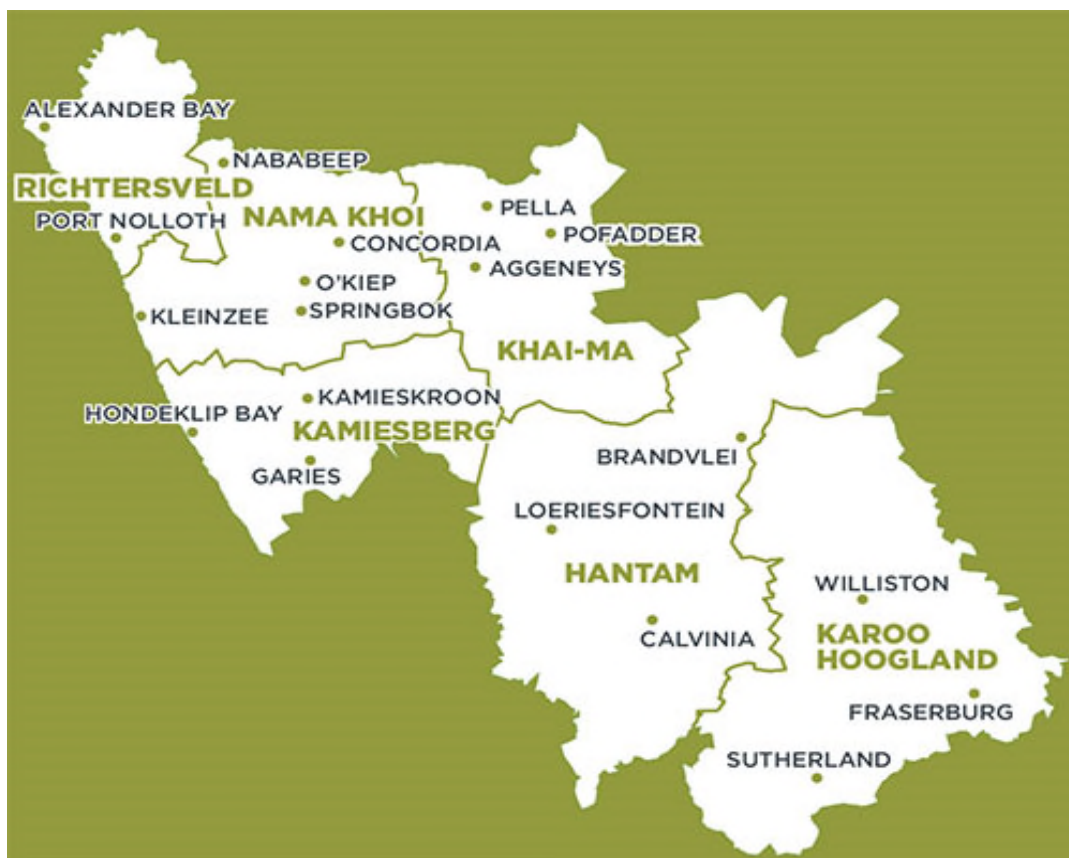 ALEXANDER BAY
NABABEEP
RICHTERSVELD
NAMA KHOI
PELLA
PORT NOLLOTH
CONCORDIA
POFADDER
AGGENEYS
O'KIEP
KLEINZEE
SPRINGBOK
KHAI-MA
KAMIESKROON
HONDEKLIP BAY
KAMIESBERG
BRANDVLEI
GARIES
LOERIESFONTEIN
HANTAM
WILLISTON
CALVINIA
KAROO
HOOGLAND
FRASERBURG
SUTHERLAND